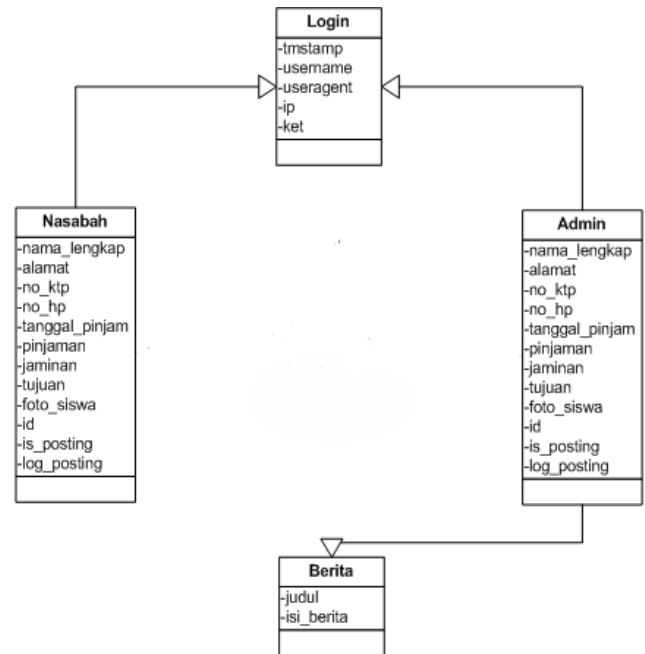 Login
-tmstamp
-username
-useragent
-ip
-ket
Nasabah
-nama_lengkap
-alamat
-no_ktp
-no_hp
-tanggal_pinjam
-pinjaman
-jaminan
-tujuan
-foto_siswa
-id
-is_posting
-log_posting
Admin
-nama_lengkap
-alamat
-no_ktp
-no_hp
-tanggal_pinjam
-pinjaman
-jaminan
-tujuan
-foto_siswa
-id
-is_posting
-log_posting
Berita
-judul
-isi_berita